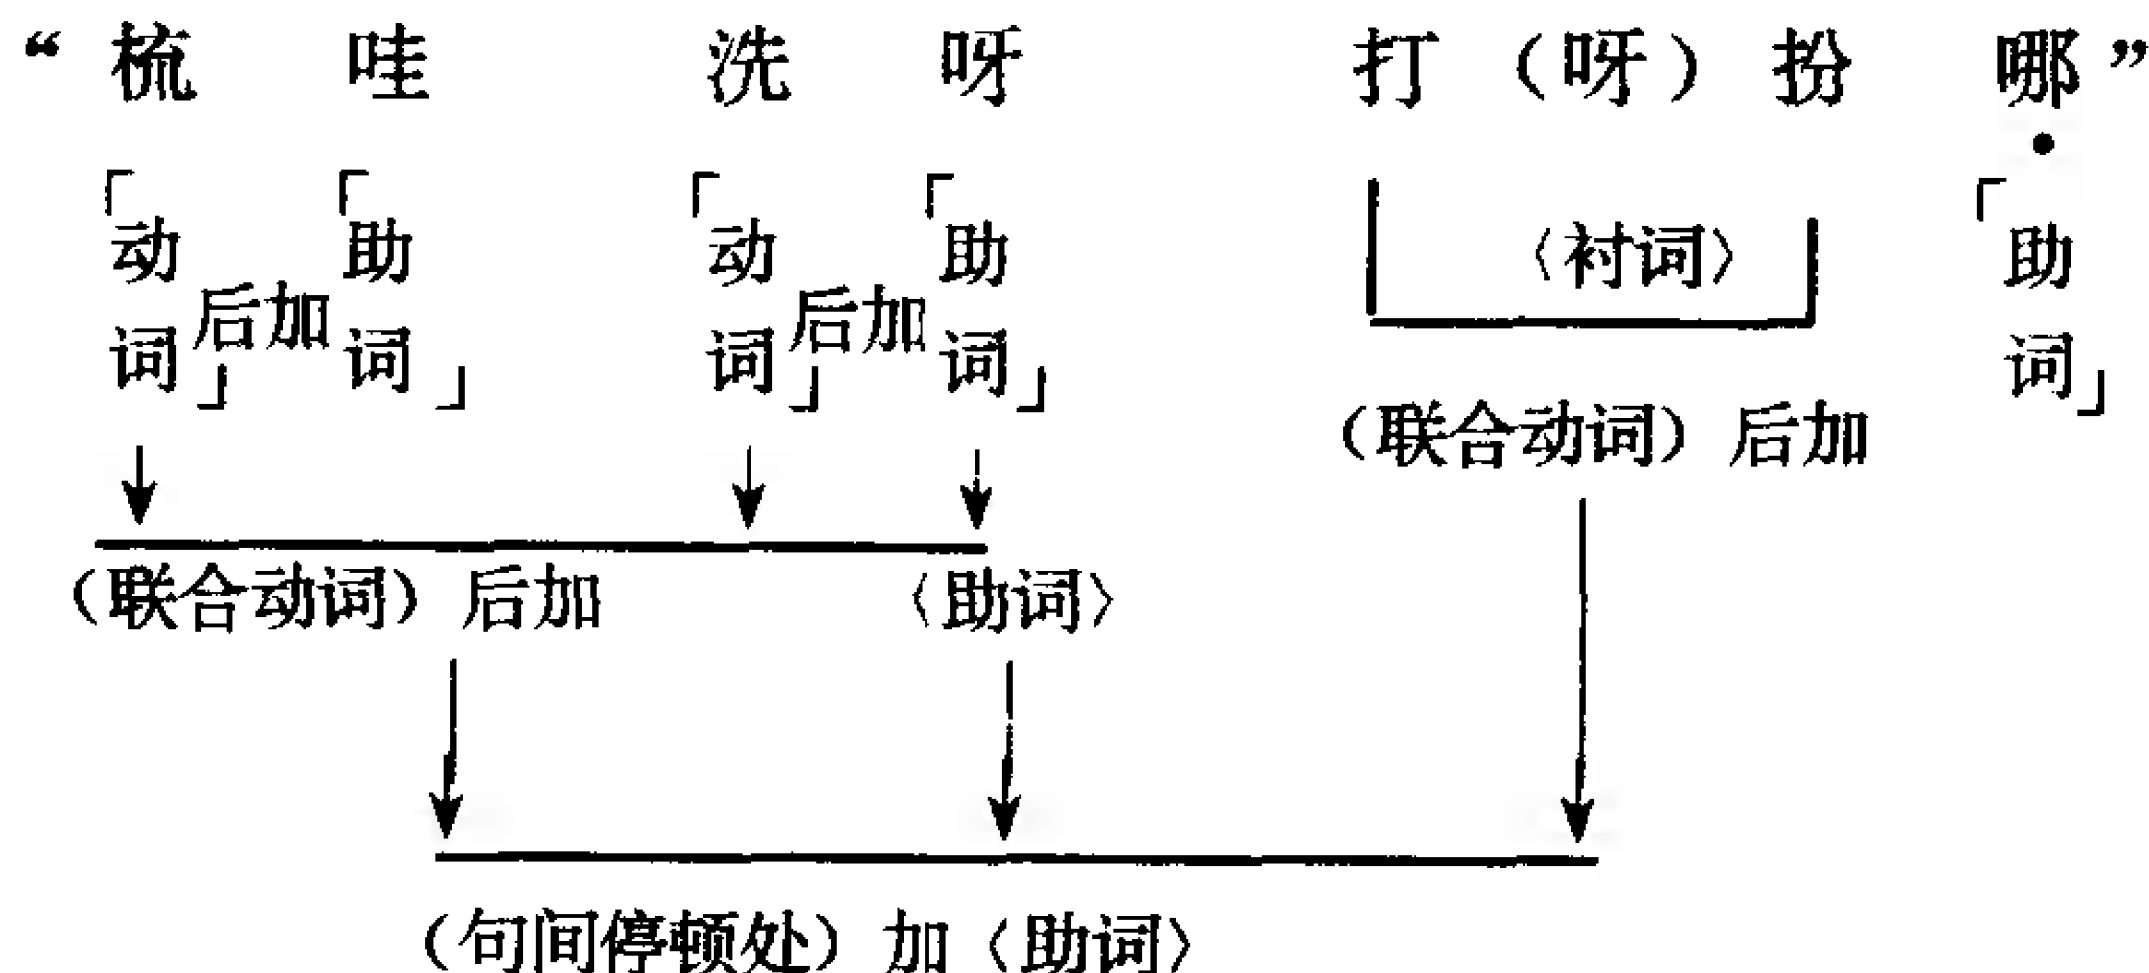 “梳 哇 洗 呀 打（呀）扮 哪”
「动词」后加「助词」 「动词」后加「助词」 〈衬词〉 「助词」
（联合动词）后加
（联合动词）后加 〈助词〉
（句间停顿处）加〈助词〉